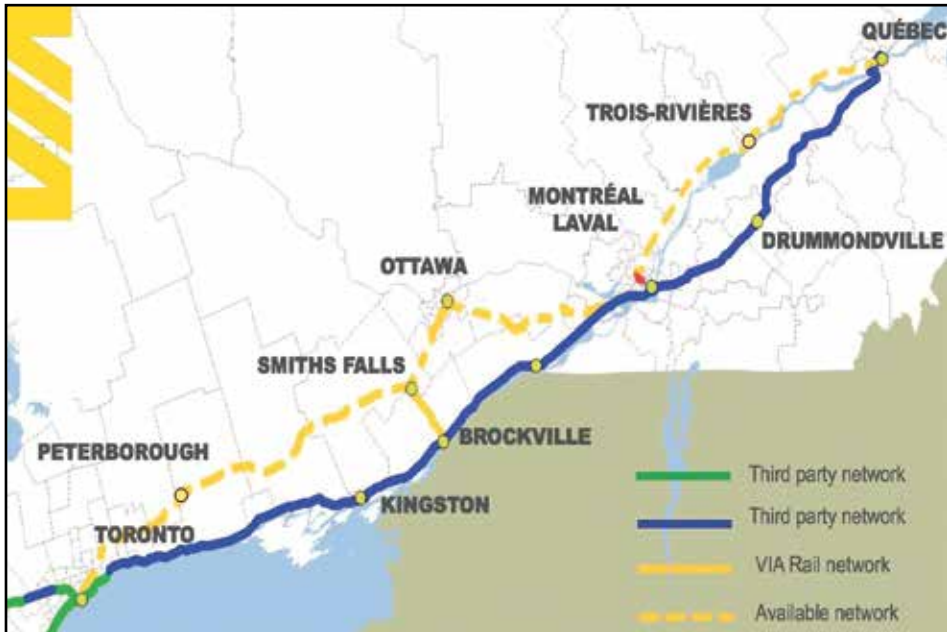 VIA
QUÉBEC
TROIS-RIVIÈRES
MONTRÉAL
LAVAL
DRUMMONDVILLE
OTTAWA
SMITHS FALLS
PETERBOROUGH
BROCKVILLE
KINGSTON
TORONTO
Third party network
Third party network
VIA Rail network
Available network